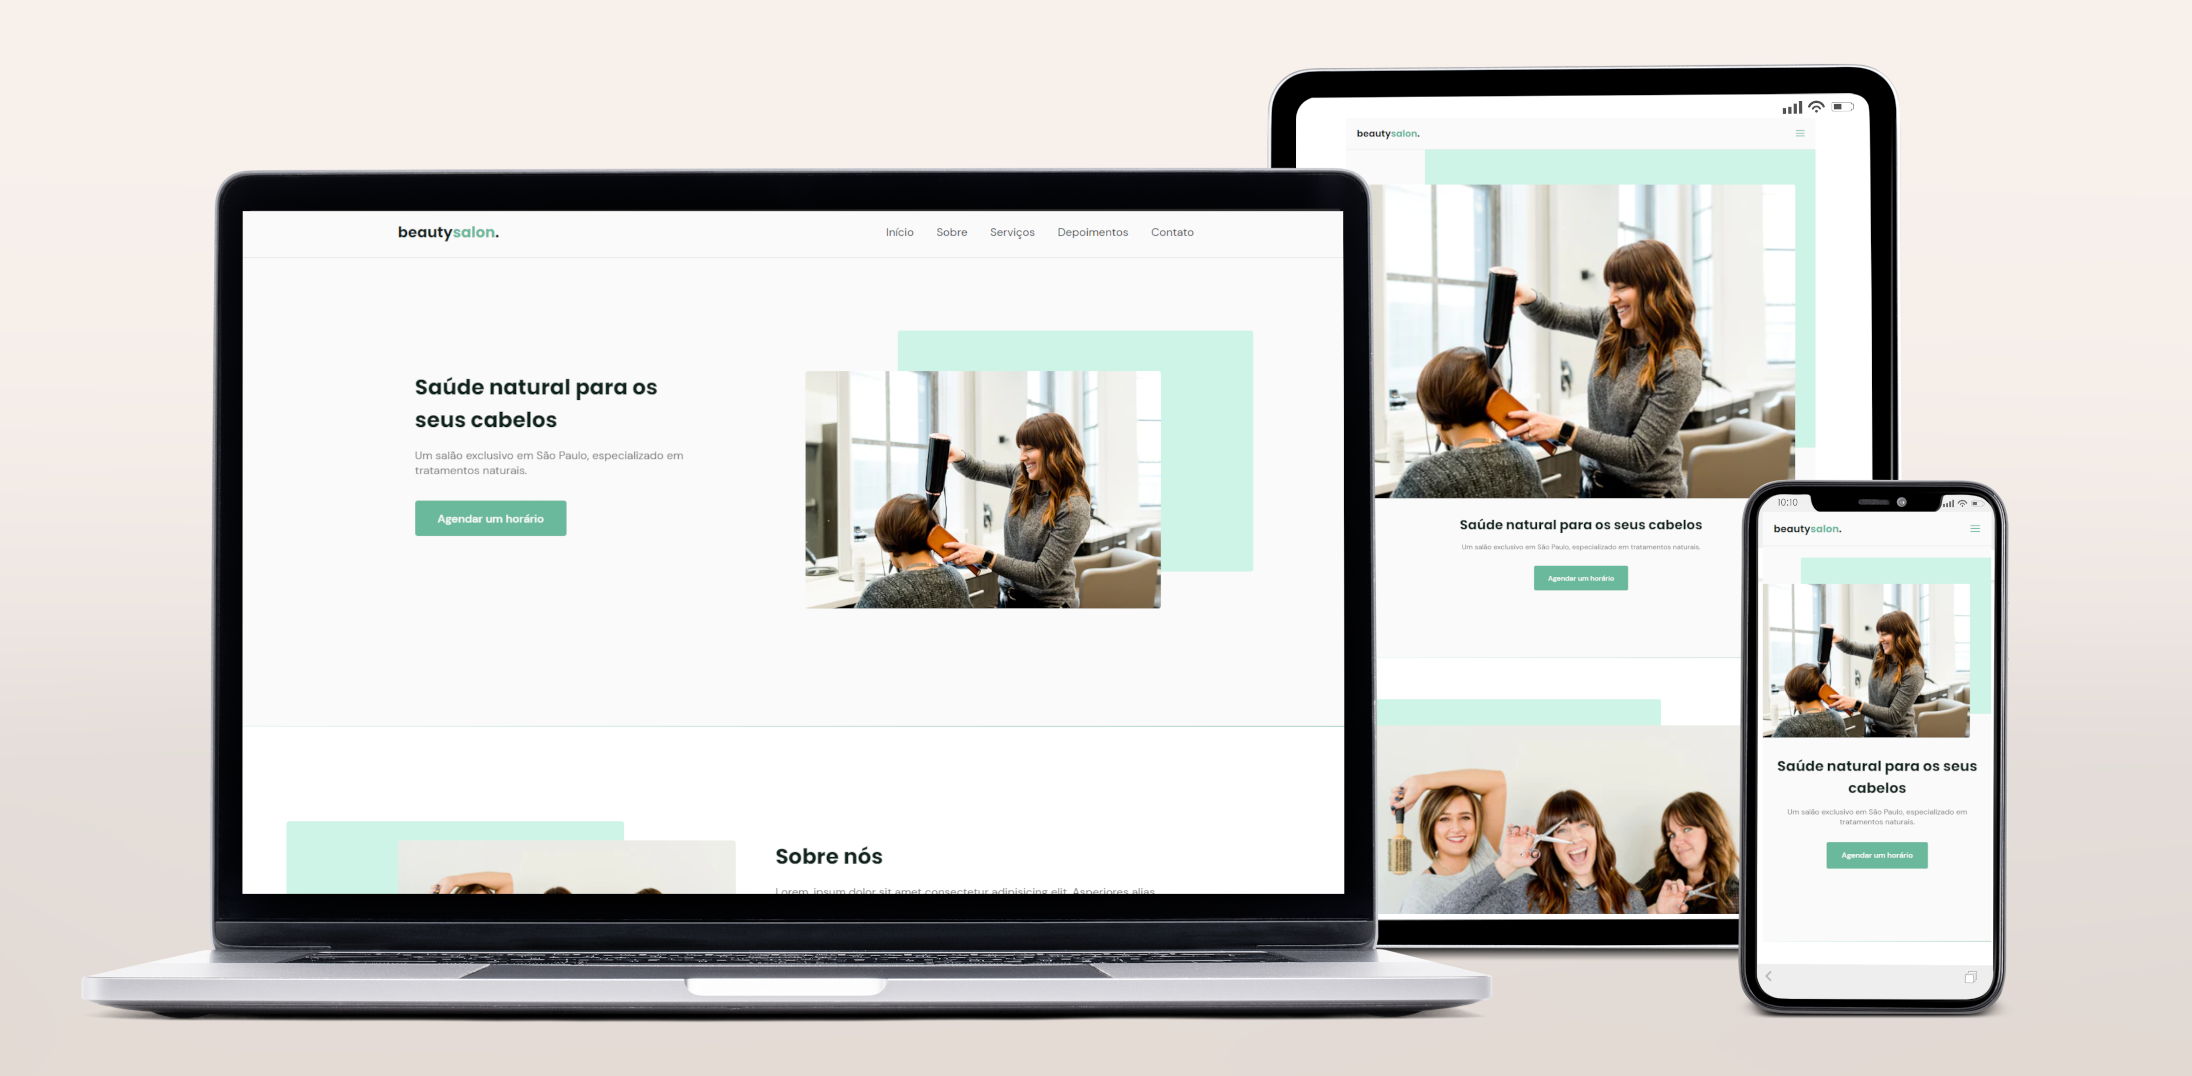 beautysalon.
Início Sobre Serviços Depoimentos Contato
Saúde natural para os
seus cabelos
Um salão exclusivo em São Paulo, especializado em
tratamentos naturais.
Agendar um horário
Sobre nós
Lorem, ipsum dolor sit amet consectetur adipisicing elit. Asperiores alias
beautysalon.
Saúde natural para os seus cabelos
Um salão exclusivo em São Paulo, especializado em tratamentos naturais.
Agendar um horário
10:10
beautysalon.
Saúde natural para os seus
cabelos
Um salão exclusivo em São Paulo, especializado em
tratamentos naturais.
Agendar um horário